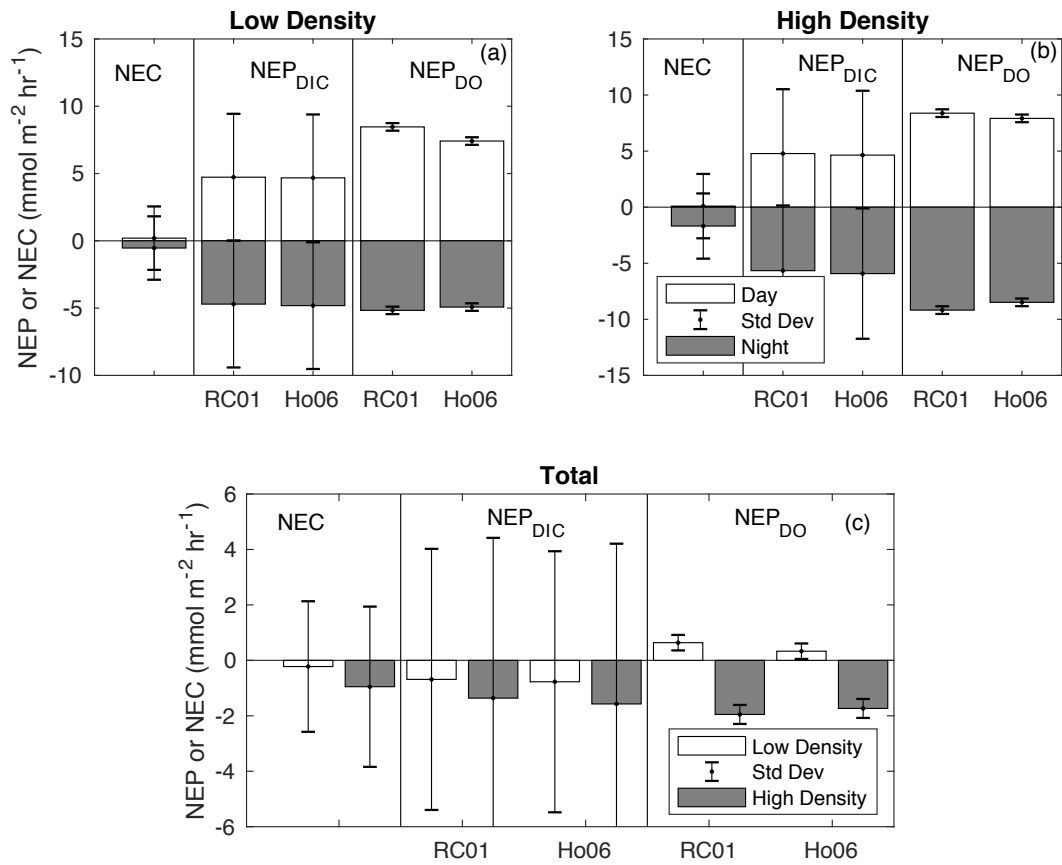 Low Density
(a)
NEC
NEP_DIC
NEP_DO
NEP or NEC (mmol m⁻² hr⁻¹)
15
10
5
0
-5
-10
RC01 Ho06 RC01 Ho06
High Density
(b)
NEC
NEP_DIC
NEP_DO
15
10
5
0
-5
-10
-15
Day
Std Dev
Night
RC01 Ho06 RC01 Ho06
Total
(c)
NEC
NEP_DIC
NEP_DO
NEP or NEC (mmol m⁻² hr⁻¹)
6
4
2
0
-2
-4
-6
Low Density
Std Dev
High Density
RC01 Ho06 RC01 Ho06